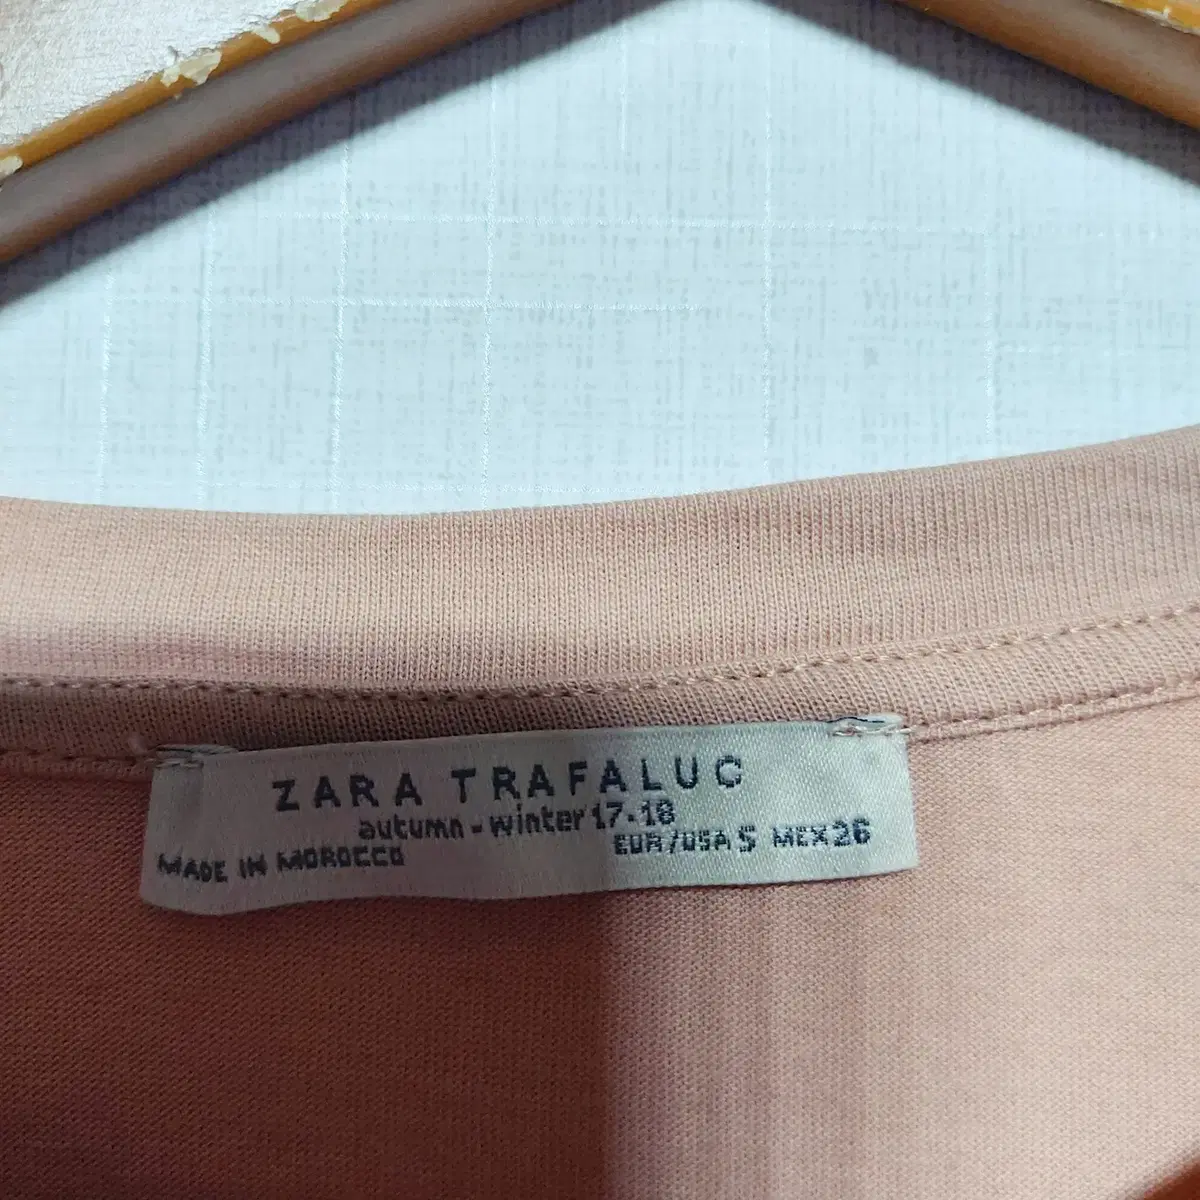 ZARA TRAFALUC
autumn - winter 17-18
MADE IN MOROCCO EUR/USA S MEX 26